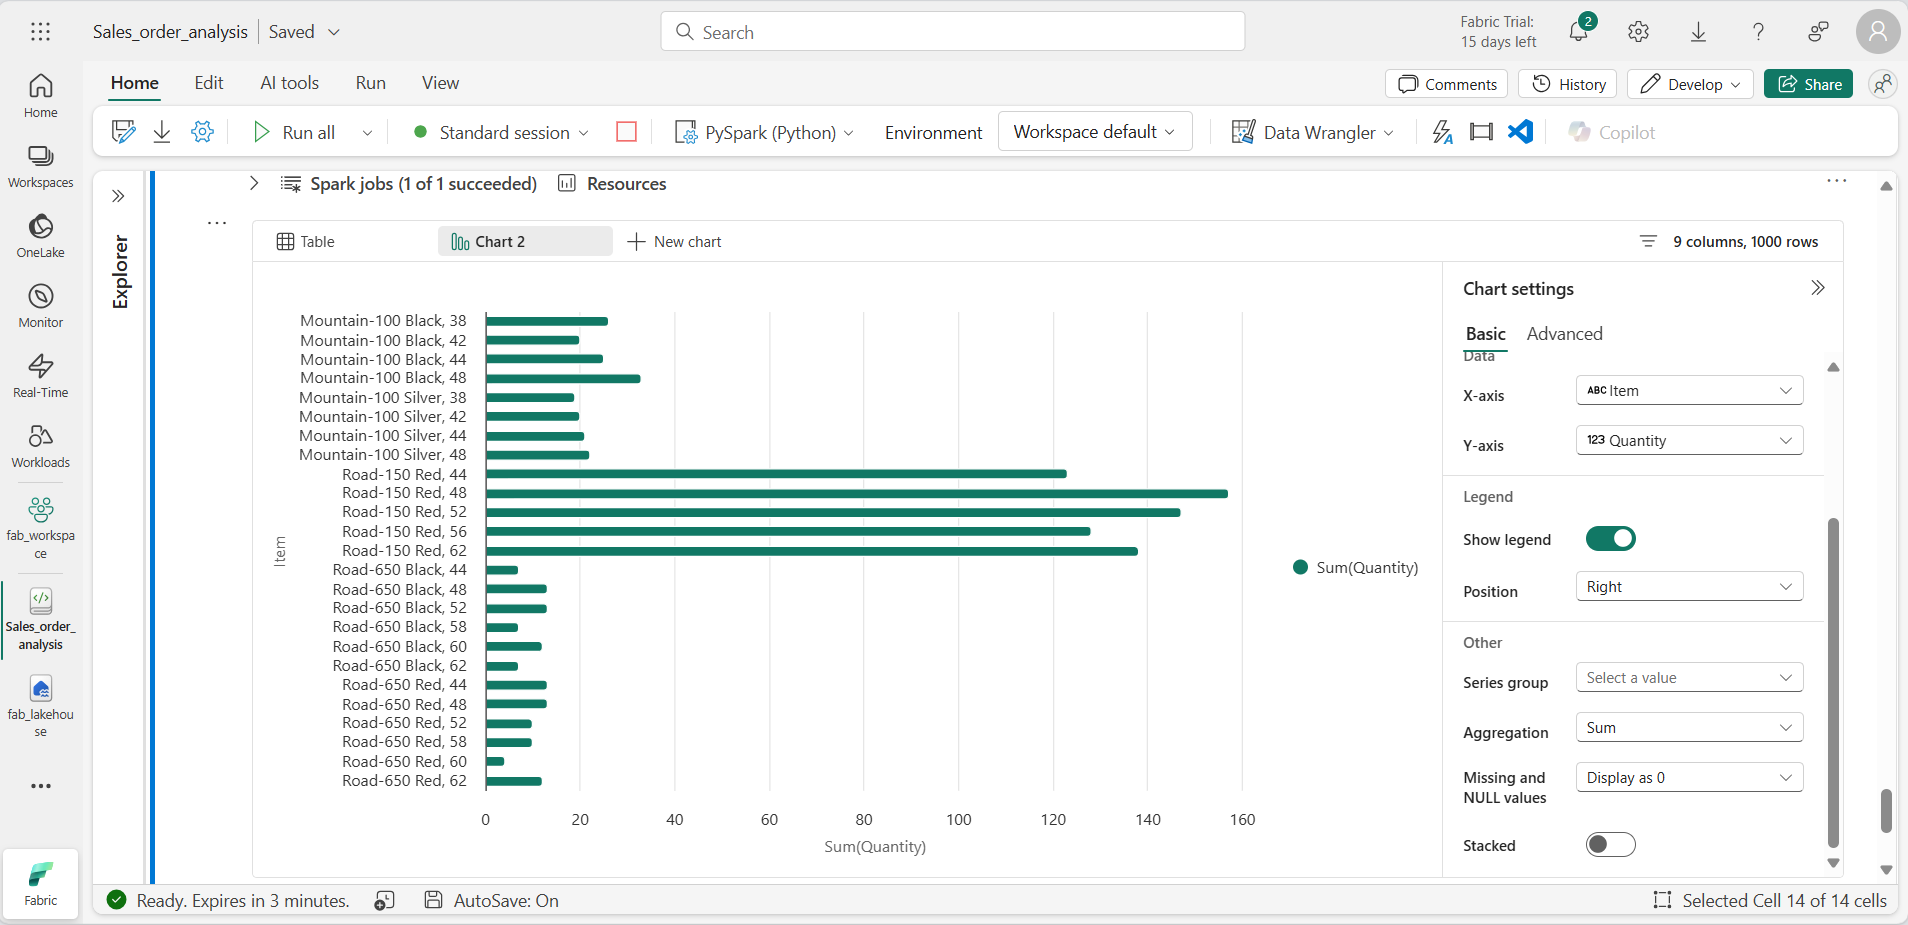 Sales_order_analysis Saved
Search
Fabric Trial:
15 days left
2
Home Edit AI tools Run View
Comments History Develop Share
Run all Standard session PySpark (Python) Environment Workspace default Data Wrangler Copilot
Home
Workspaces
OneLake
Monitor
Real-Time
Workloads
fab_workspa
ce
Sales_order_
analysis
fab_lakehou
se
Fabric
Explorer
Spark jobs (1 of 1 succeeded) Resources
Table Chart 2 New chart 9 columns, 1000 rows
Item
Mountain-100 Black, 38
Mountain-100 Black, 42
Mountain-100 Black, 44
Mountain-100 Black, 48
Mountain-100 Silver, 38
Mountain-100 Silver, 42
Mountain-100 Silver, 44
Mountain-100 Silver, 48
Road-150 Red, 44
Road-150 Red, 48
Road-150 Red, 52
Road-150 Red, 56
Road-150 Red, 62
Road-650 Black, 44
Road-650 Black, 48
Road-650 Black, 52
Road-650 Black, 58
Road-650 Black, 60
Road-650 Black, 62
Road-650 Red, 44
Road-650 Red, 48
Road-650 Red, 52
Road-650 Red, 58
Road-650 Red, 60
Road-650 Red, 62
0 20 40 60 80 100 120 140 160
Sum(Quantity)
Sum(Quantity)
Chart settings
Basic Advanced
Data
X-axis ABC Item
Y-axis 123 Quantity
Legend
Show legend
Position Right
Other
Series group Select a value
Aggregation Sum
Missing and
NULL values Display as 0
Stacked
Ready. Expires in 3 minutes. AutoSave: On Selected Cell 14 of 14 cells